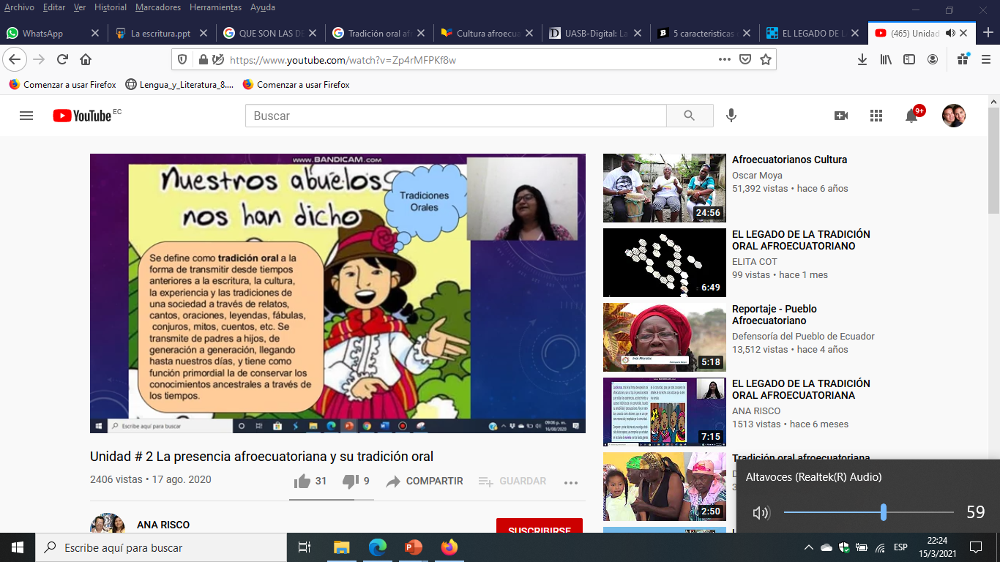 Archivo Editar Ver Historial Marcadores Herramientas Ayuda
WhatsApp
La escritura.ppt
QUE SON LAS DÉ
Tradición oral af
Cultura afroecua
UASB-Digital: La
5 caracteristicas
EL LEGADO DE L
(465) Unidad
https://www.youtube.com/watch?v=Zp4rMFPKf8w
Comenzar a usar Firefox
Lengua_y_Literatura_8....
Comenzar a usar Firefox
YouTube EC
Buscar
9+
www.BANDICAM.com
Nuestros abuelos
nos han dicho
Tradiciones
Orales
Se define como tradición oral a la
forma de transmitir desde tiempos
anteriores a la escritura, la cultura,
la experiencia y las tradiciones de
una sociedad a través de relatos,
cantos, oraciones, leyendas, fábulas,
conjuros, mitos, cuentos, etc. Se
transmite de padres a hijos, de
generación a generación, llegando
hasta nuestros días, y tiene como
función primordial la de conservar los
conocimientos ancestrales a través de
los tiempos.
Escribe aquí para buscar
09:06 p. m.
16/08/2020
Unidad # 2 La presencia afroecuatoriana y su tradición oral
2406 vistas • 17 ago. 2020
31
9
COMPARTIR
GUARDAR
ANA RISCO
SUSCRIBIRSE
Afroecuatorianos Cultura
Oscar Moya
51,392 vistas • hace 6 años
24:56
EL LEGADO DE LA TRADICIÓN
ORAL AFROECUATORIANO
ELITA COT
99 vistas • hace 1 mes
6:49
Reportaje - Pueblo
Afroecuatoriano
Defensoría del Pueblo de Ecuador
13,512 vistas • hace 4 años
Inés Morales
5:18
EL LEGADO DE LA TRADICIÓN
ORAL AFROECUATORIANA
ANA RISCO
1513 vistas • hace 6 meses
7:15
Tradición oral afroecuatoriana
2:50
Altavoces (Realtek(R) Audio)
59
Escribe aquí para buscar
ESP
22:24
15/3/2021